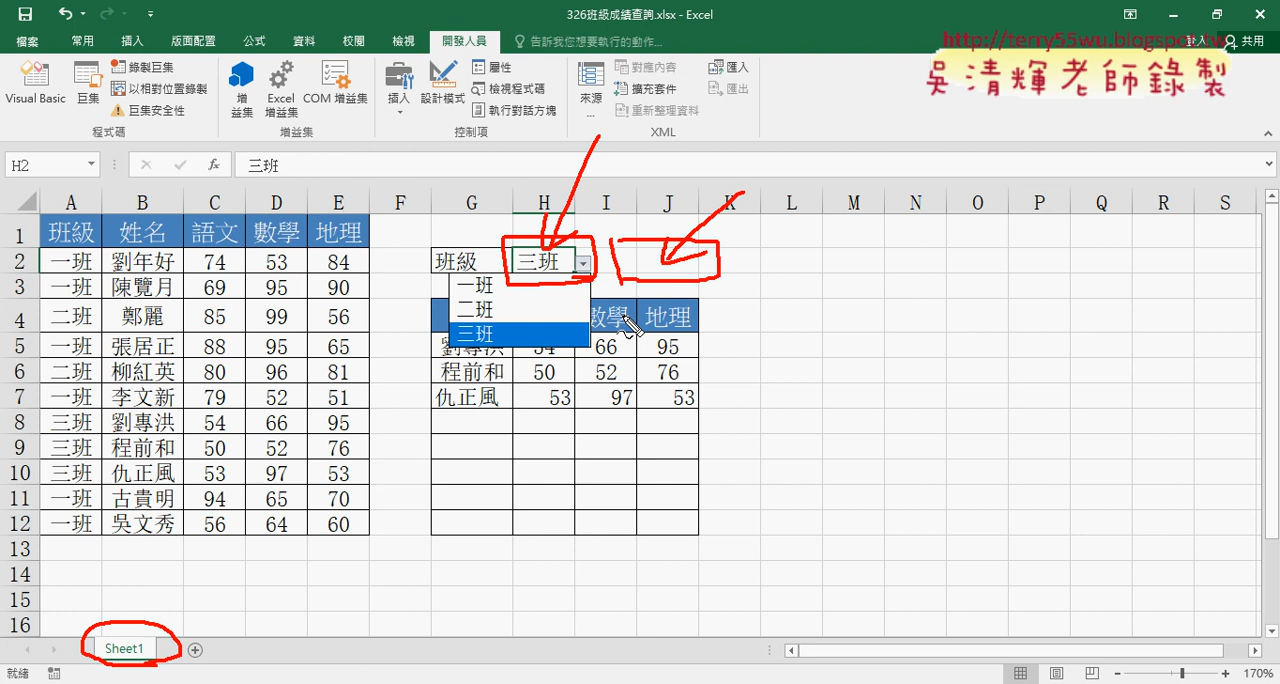 326班級成績查詢.xlsx - Excel
檔案 常用 插入 版面配置 公式 資料 校閱 檢視 開發人員 告訴我您想要執行的動作... 登入 共用
http://terry55wu.blogspot.tw
吳清輝老師錄製
Visual Basic 巨集 錄製巨集 以相對位置錄製 巨集安全性 程式碼
增益集 Excel 增益集 COM 增益集 增益集
插入 設計模式 屬性 檢視程式碼 執行對話方塊 控制項
來源... 對應內容 擴充套件 重新整理資料 匯入 匯出 XML
H2 fx 三班
A B C D E F G H I J K L M N O P Q R S
1 班級 姓名 語文 數學 地理
2 一班 劉年好 74 53 84 班級 三班
3 一班 陳覽月 69 95 90 一班
二班
4 二班 鄭麗 85 99 56 數學 地理
三班
5 一班 張居正 88 95 65 劉專洪 54 66 95
6 二班 柳紅英 80 96 81 程前和 50 52 76
7 一班 李文新 79 52 51 仇正風 53 97 53
8 三班 劉專洪 54 66 95
9 三班 程前和 50 52 76
10 三班 仇正風 53 97 53
11 一班 古貴明 94 65 70
12 一班 吳文秀 56 64 60
13
14
15
16
Sheet1
就緒 170%